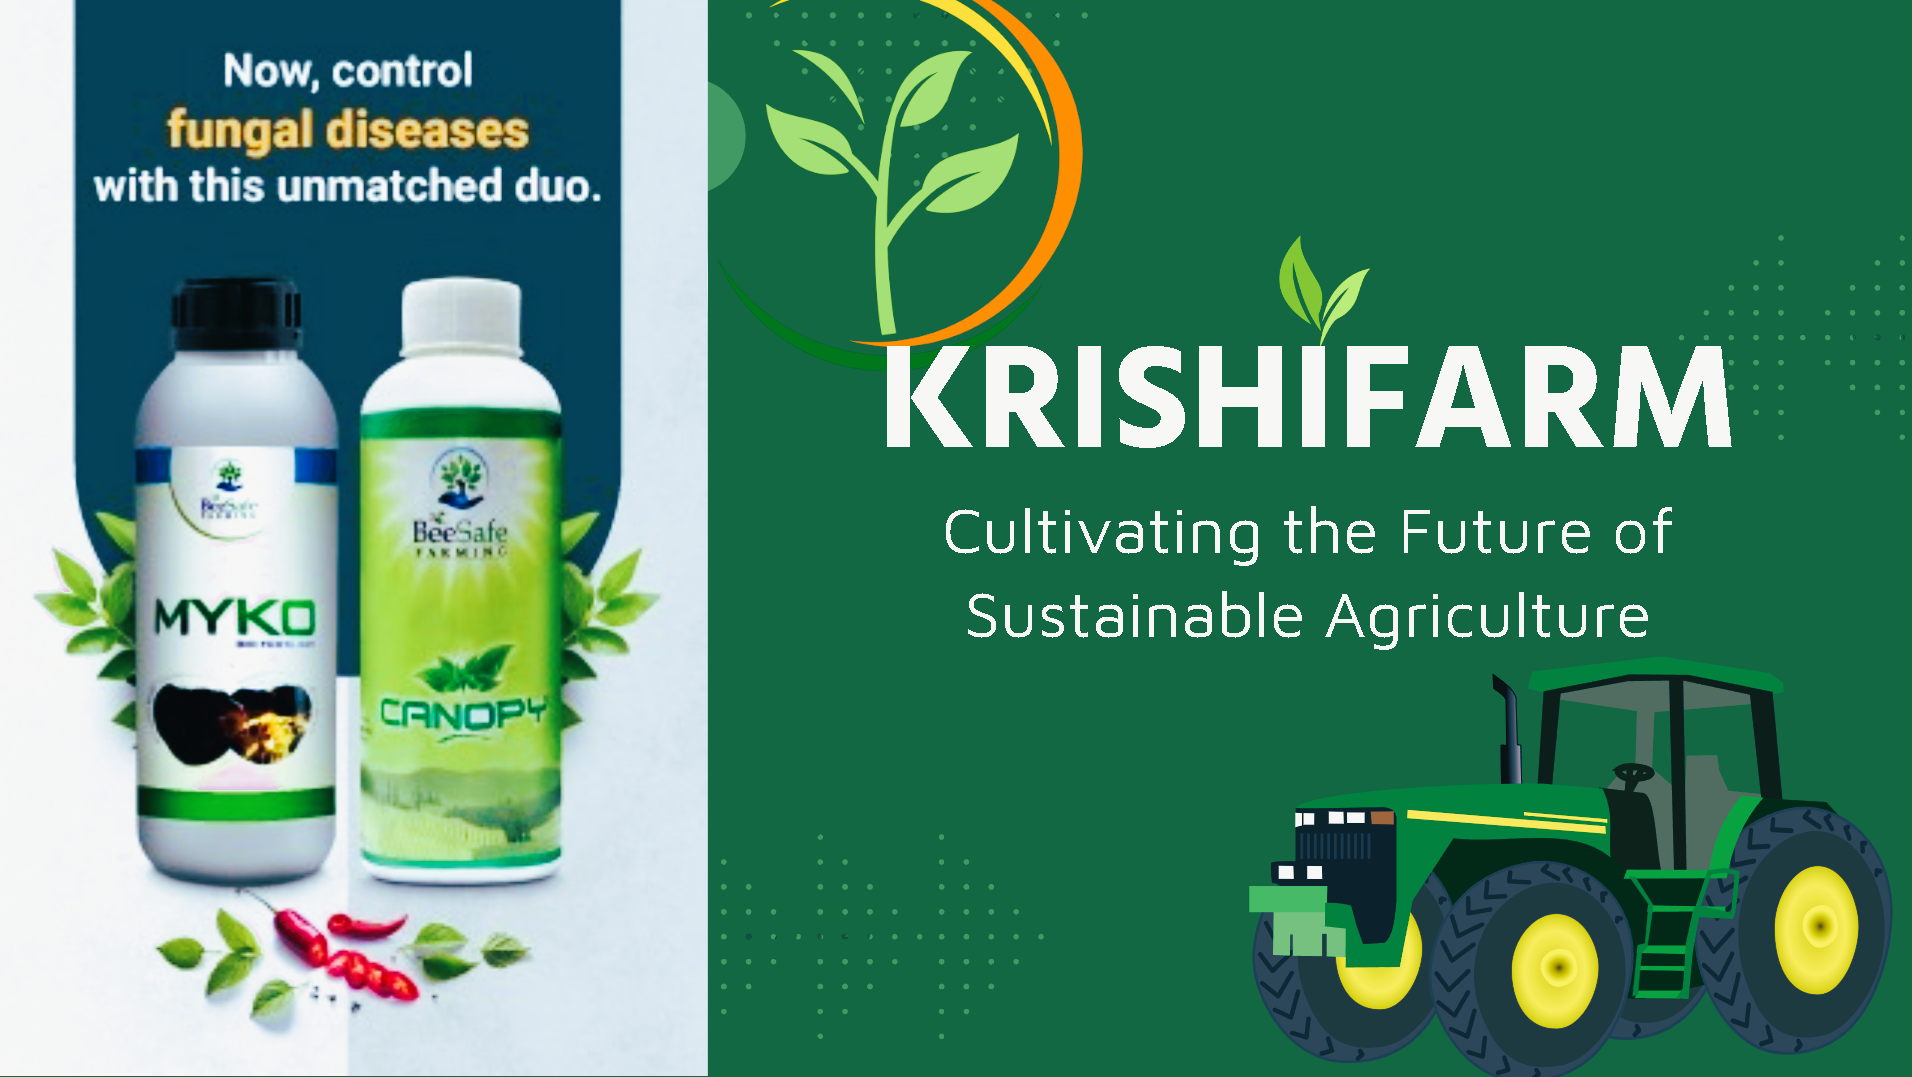 Now, control
fungal diseases
with this unmatched duo.
BeeSafe
FARMING
MYKO
BeeSafe
FARMING
CANOPY
KRISHIFARM
Cultivating the Future of
Sustainable Agriculture